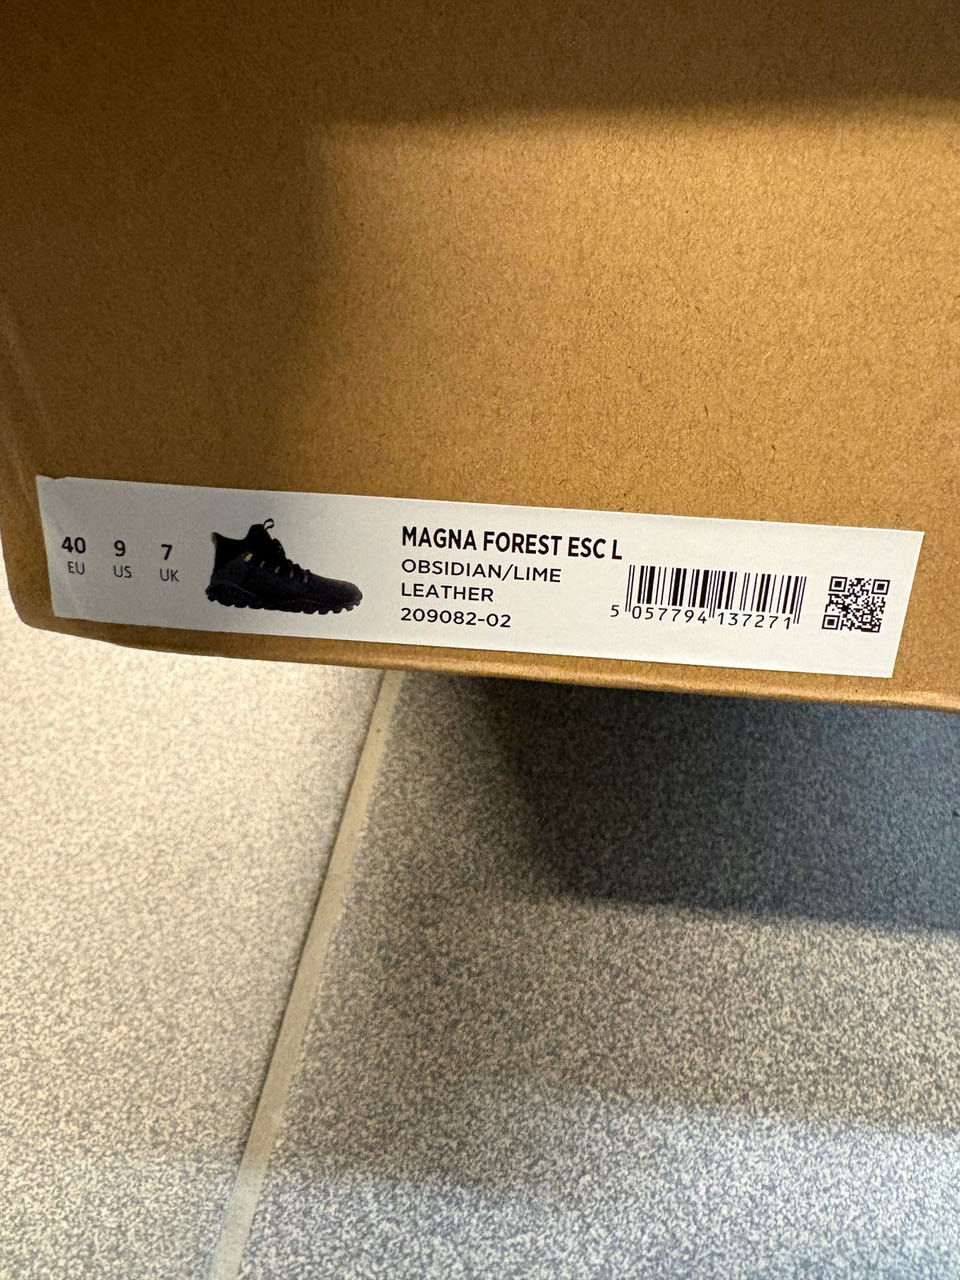 40 9 7
EU US UK
MAGNA FOREST ESC L
OBSIDIAN/LIME
LEATHER
209082-02
5 057794 137271